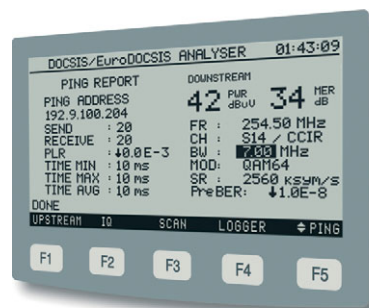 DOCSIS/EuroDOCSIS ANALYSER 01:43:09
PING REPORT
PING ADDRESS
192.9.100.204
SEND : 20
RECEIVE : 20
PLR : ↓0.0E-3
TIME MIN : 10 ms
TIME MAX : 10 ms
TIME AVG : 10 ms
DONE
DOWNSTREAM
42 PWR dBuV 34 MER dB
FR : 254.50 MHz
CH : S14 / CCIR
BW : 7.00 MHz
MOD: QAM64
SR : 2560 KSYM/S
PreBER: ↓1.0E-8
UPSTREAM IQ SCAN LOGGER ♦PING
F1 F2 F3 F4 F5